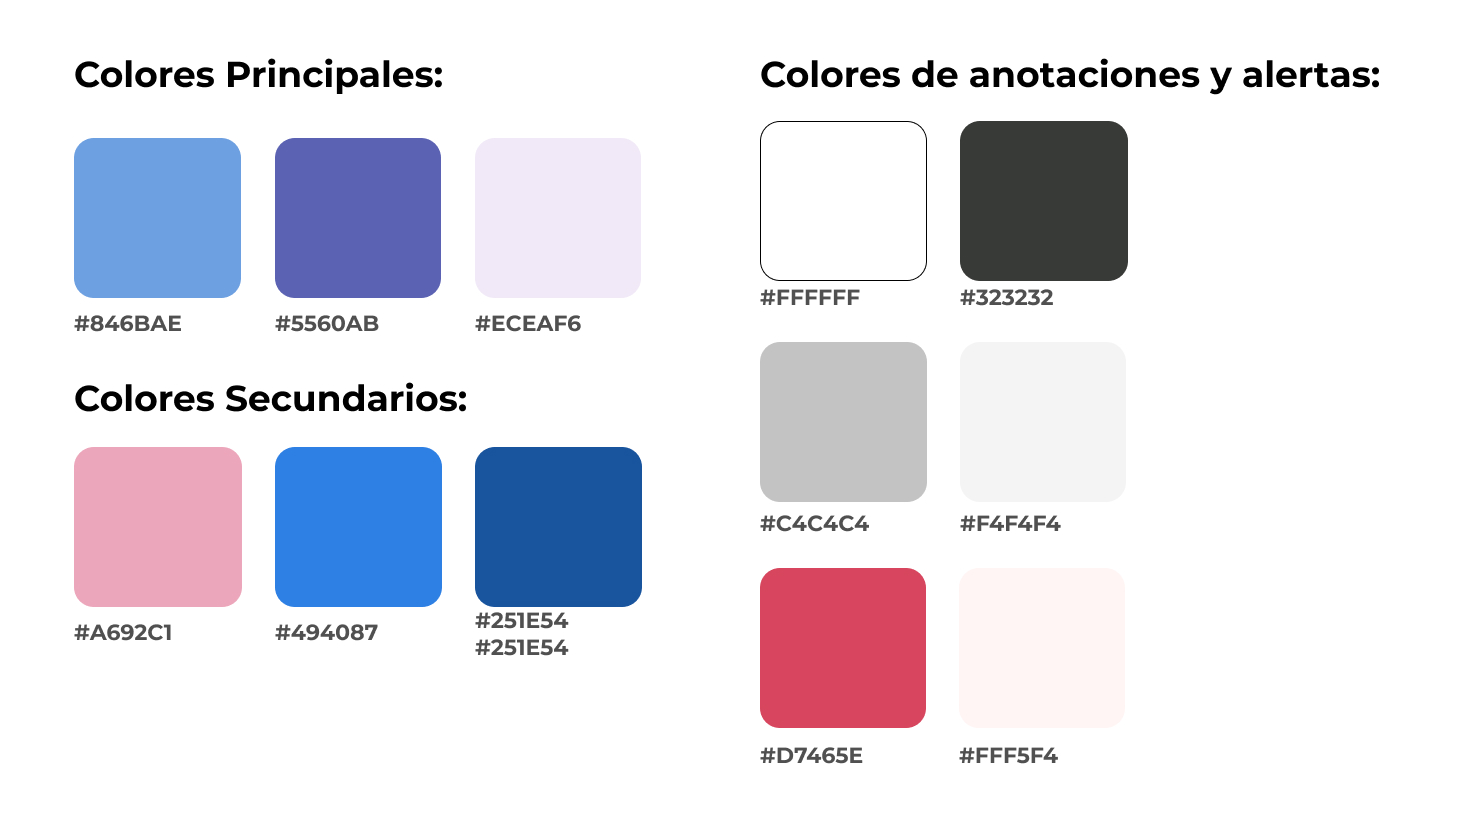 Colores Principales:
#846BAE
#5560AB
#ECEAF6
Colores Secundarios:
#A692C1
#494087
#251E54
#251E54
Colores de anotaciones y alertas:
#FFFFFF
#323232
#C4C4C4
#F4F4F4
#D7465E
#FFF5F4